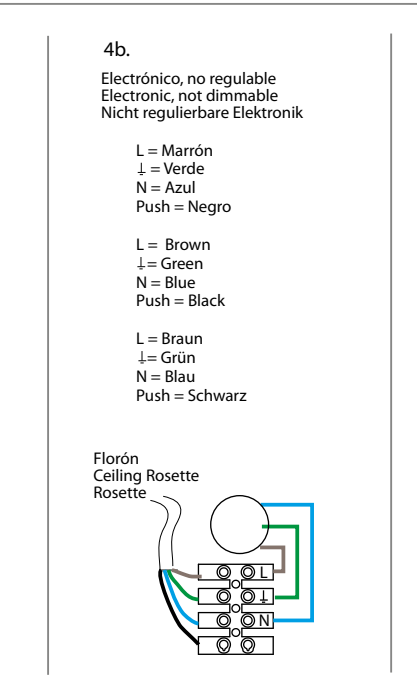 4b.
Electrónico, no regulable
Electronic, not dimmable
Nicht regulierbare Elektronik
L = Marrón
⏚ = Verde
N = Azul
Push = Negro
L = Brown
⏚= Green
N = Blue
Push = Black
L = Braun
⏚= Grün
N = Blau
Push = Schwarz
Florón
Ceiling Rosette
Rosette
L
⏚
N